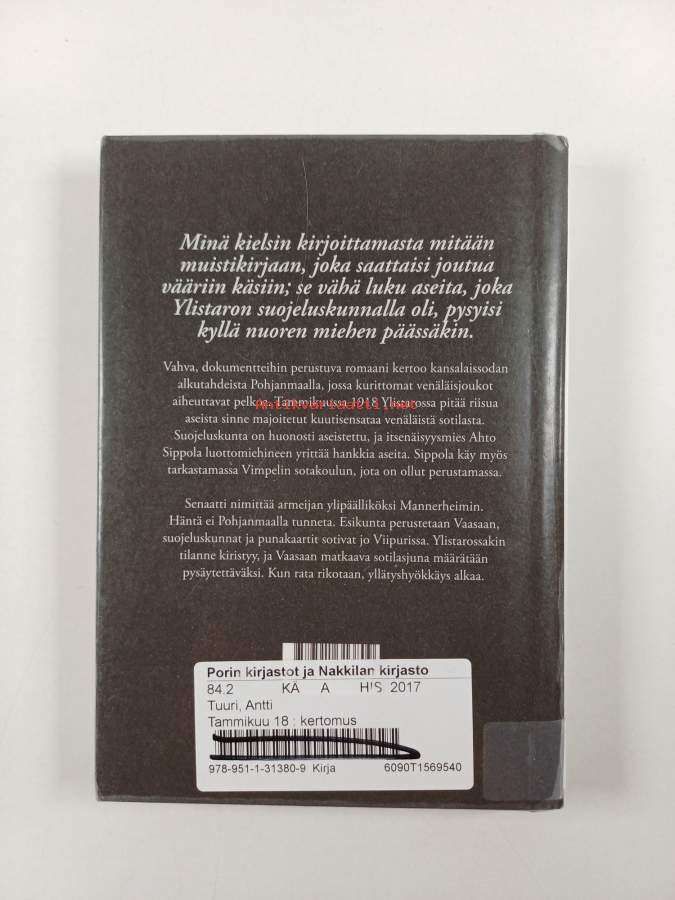 Minä kielsin kirjoittamasta mitään
muistikirjaan, joka saattaisi joutua
vääriin käsiin; se vähä luku aseita, joka
Ylistaron suojeluskunnalla oli, pysyisi
kyllä nuoren miehen päässäkin.
Vahva, dokumentteihin perustuva romaani kertoo kansalaissodan
alkutahdeista Pohjanmaalla, jossa kurittomat venäläisjoukot
aiheuttavat pelkoa. Tammikuussa 1918 Ylistarossa pitää riisua
Antikvariaatti.net
aseista sinne majoitetut kuutisensataa venäläistä sotilasta.
Suojeluskunta on huonosti aseistettu, ja itsenäisyysmies Ahto
Sippola luottomiehineen yrittää hankkia aseita. Sippola käy myös
tarkastamassa Vimpelin sotakoulun, jota on ollut perustamassa.
Senaatti nimittää armeijan ylipäälliköksi Mannerheimin.
Häntä ei Pohjanmaalla tunneta. Esikunta perustetaan Vaasaan,
suojeluskunnat ja punakaartit sotivat jo Viipurissa. Ylistarossakin
tilanne kiristyy, ja Vaasaan matkaava sotilasjuna määrätään
pysäytettäväksi. Kun rata rikotaan, yllätyshyökkäys alkaa.
Porin kirjastot ja Nakkilan kirjasto
84.2 KA A HIS 2017
Tuuri, Antti
Tammikuu 18 : kertomus
978-951-1-31380-9 Kirja 6090T1569540